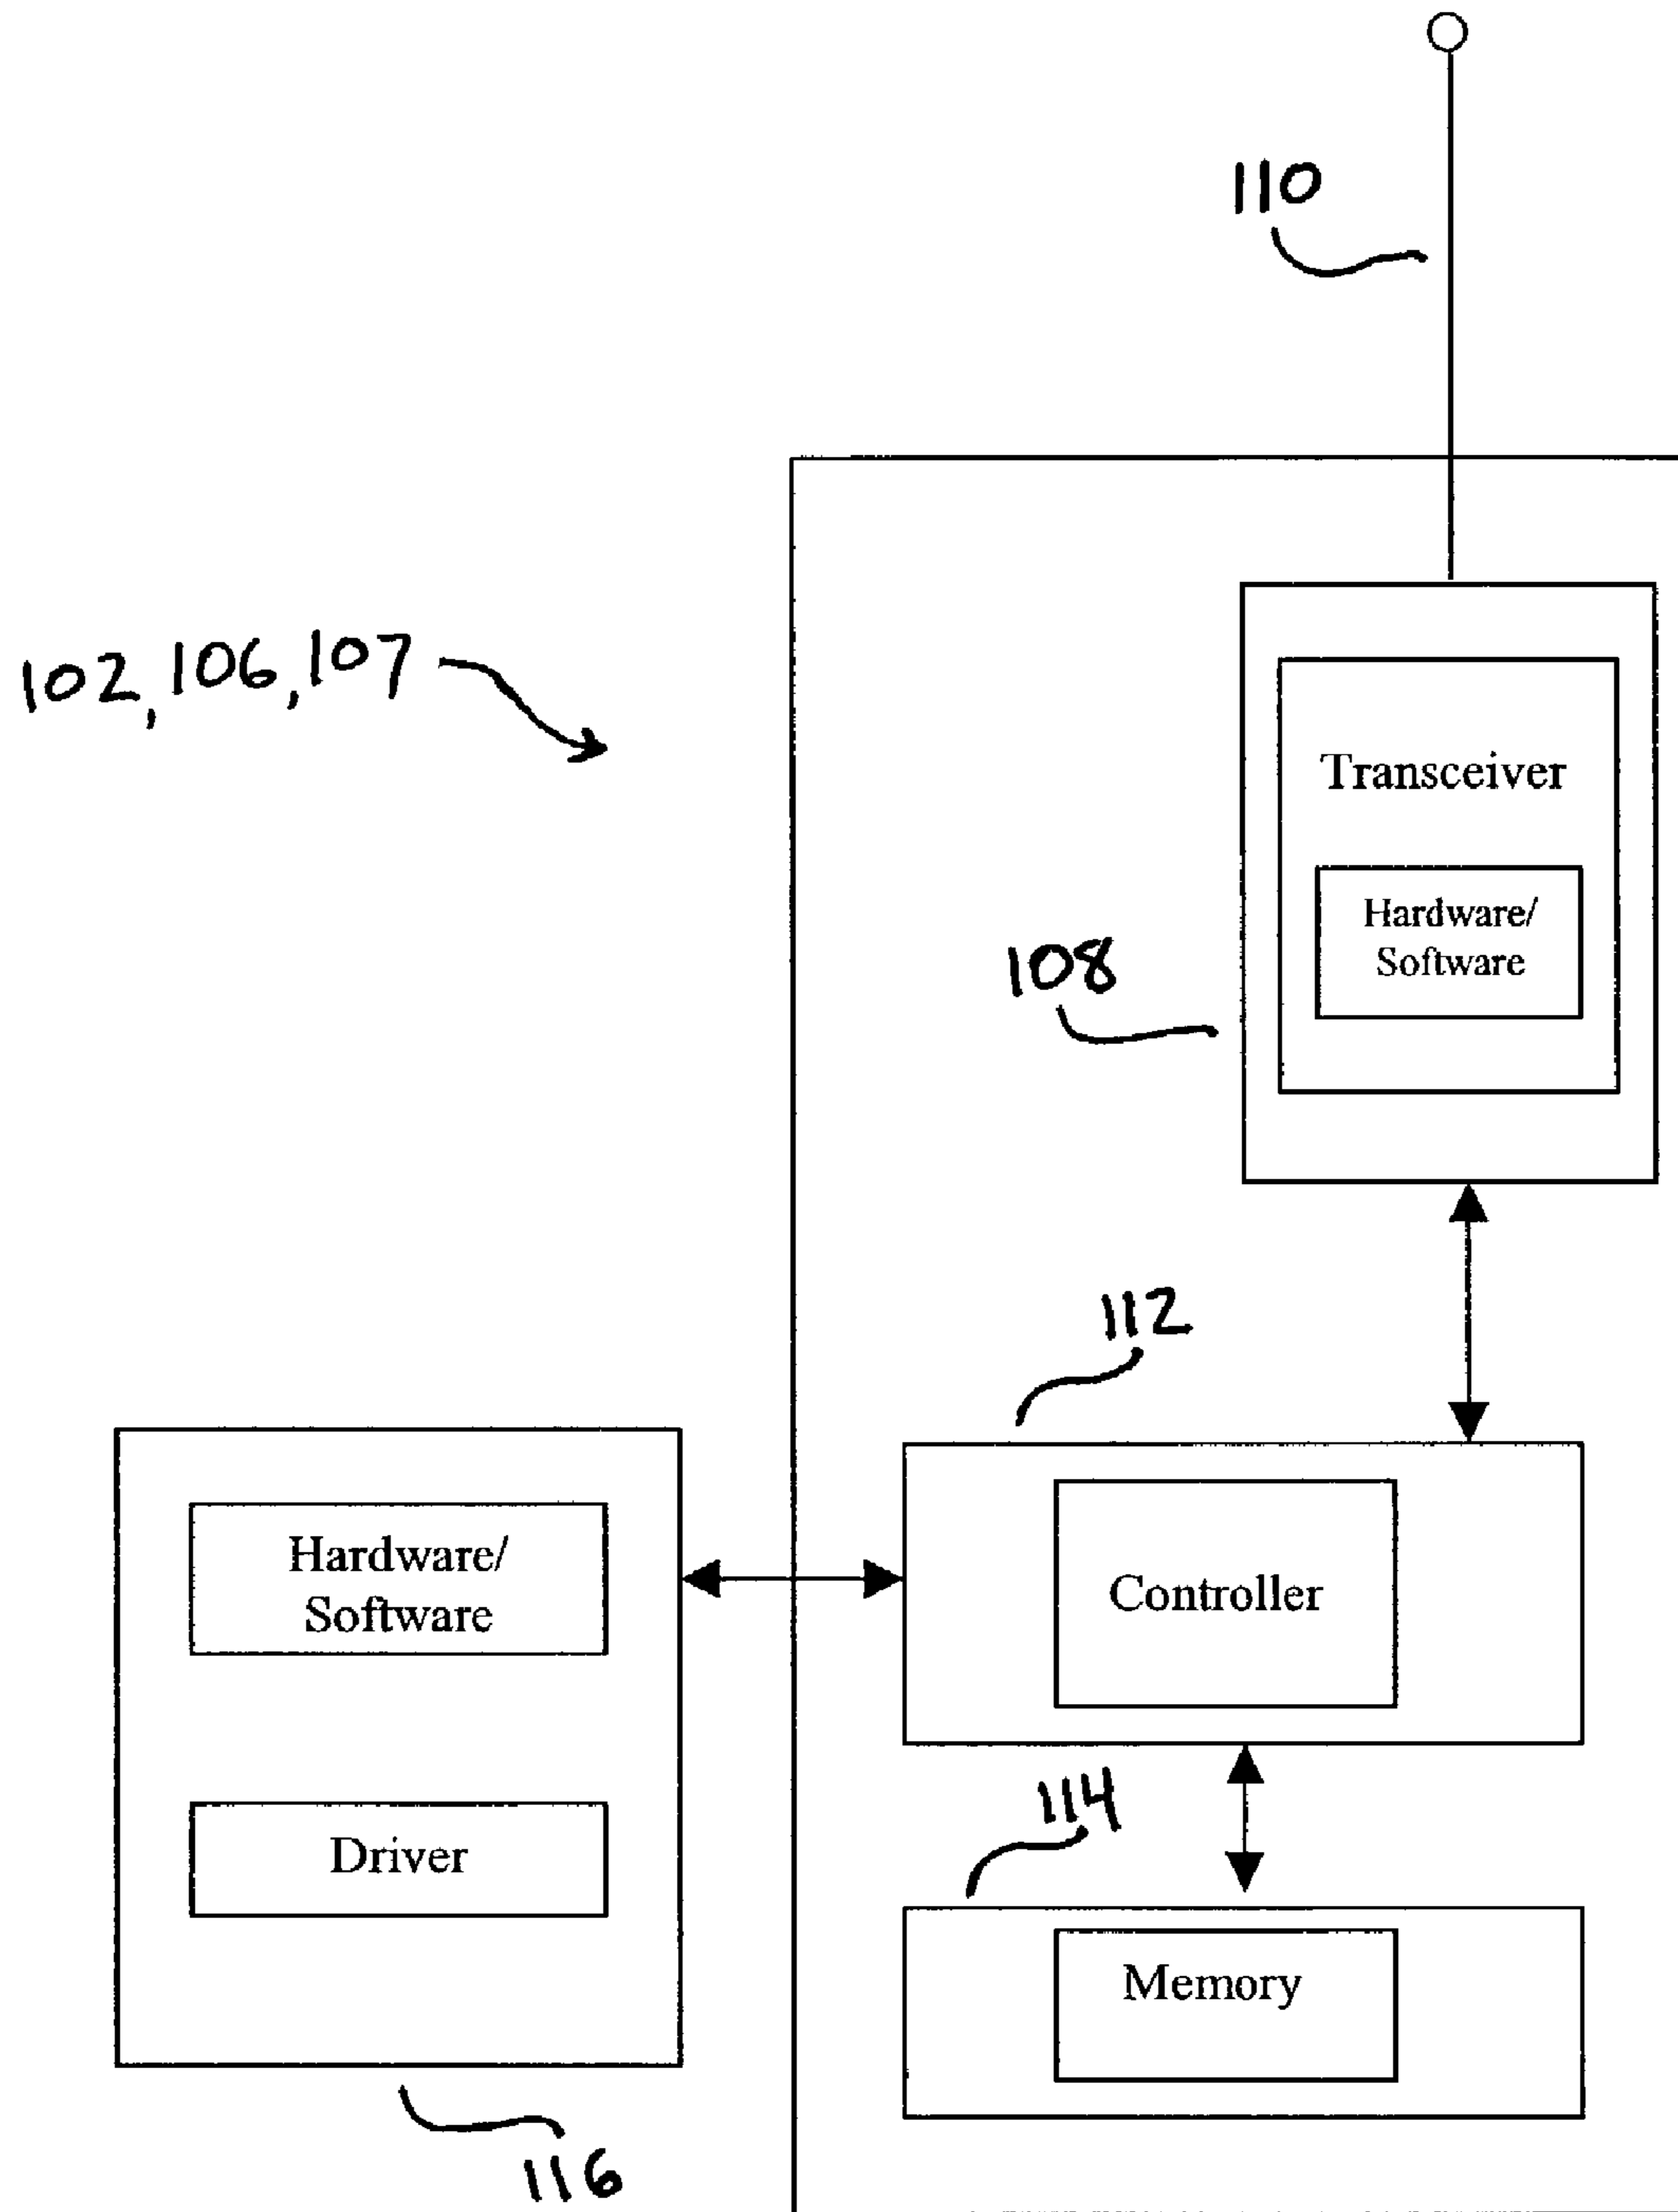 110
102, 106, 107
Transceiver
Hardware/
Software
108
112
Hardware/
Software
Controller
114
Driver
Memory
116